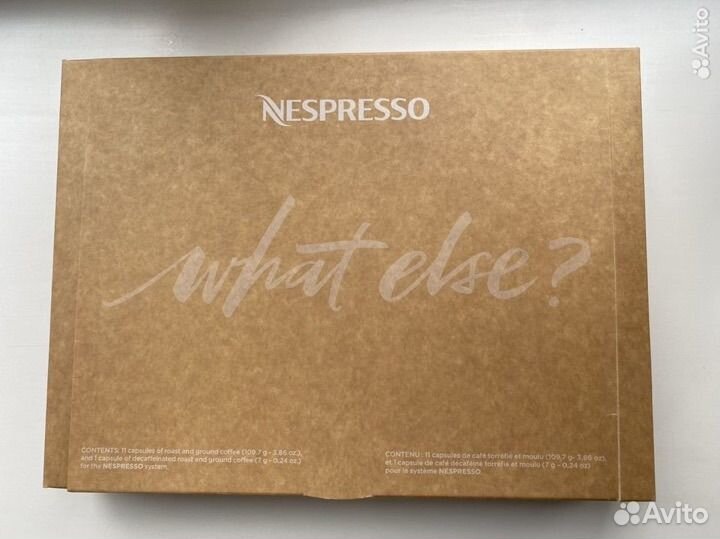 Avito
NESPRESSO
what else?
CONTENTS: 11 capsules of roast and ground coffee (109,7 g - 3.86 oz.)
and 1 capsule of decaffeinated roast and ground coffee (7 g - 0.24 oz.)
for the NESPRESSO system.
CONTENU : 11 capsules de café torréfié et moulu (109,7 g- 3,86 oz)
et 1 capsule de café décaféiné torréfié et moulu (7 g - 0,24 oz)
pour le système NESPRESSO.
Avito